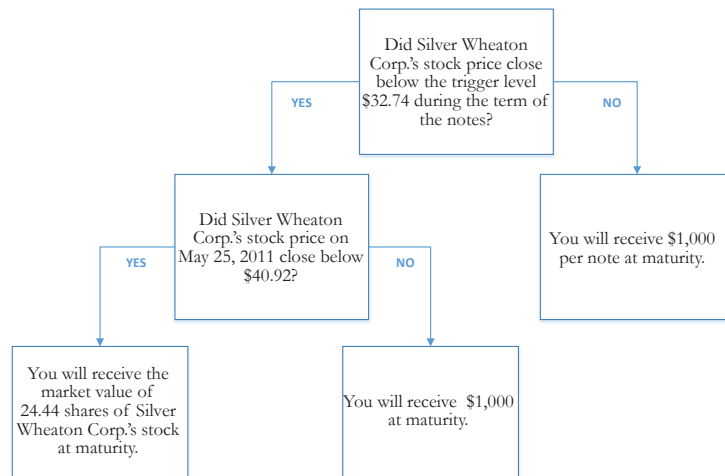 Did Silver Wheaton
Corp.'s stock price close
below the trigger level
$32.74 during the term of
the notes?
YES
NO
Did Silver Wheaton
Corp.'s stock price on
May 25, 2011 close below
$40.92?
You will receive $1,000
per note at maturity.
YES
NO
You will receive the
market value of
24.44 shares of Silver
Wheaton Corp.'s stock
at maturity.
You will receive $1,000
at maturity.